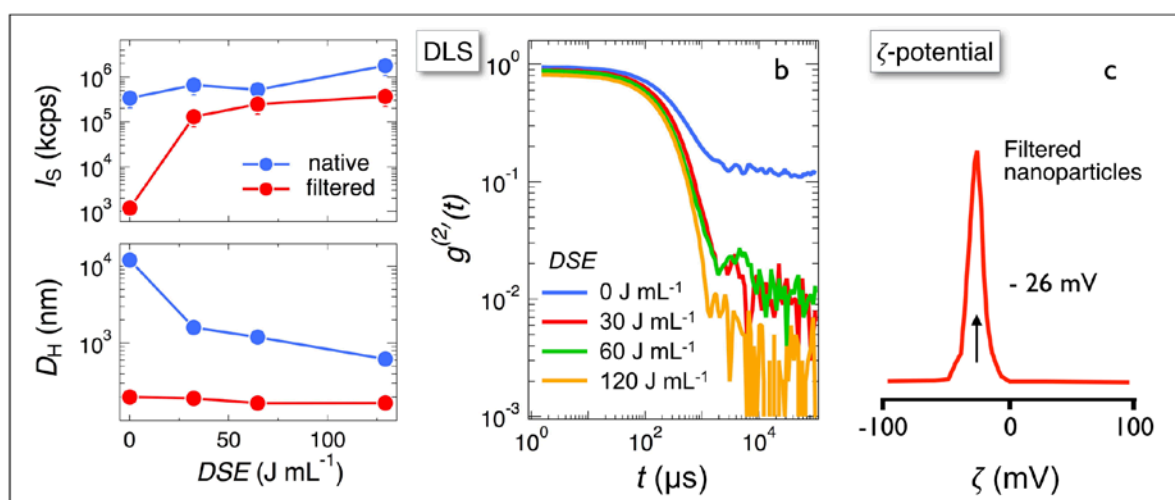 I_S (kcps)
10^6
10^5
10^4
10^3
native
filtered
D_H (nm)
10^4
10^3
0
50
100
DSE (J mL^-1)
DLS
b
g^(2)(t)
10^0
10^-1
10^-2
10^-3
DSE
0 J mL^-1
30 J mL^-1
60 J mL^-1
120 J mL^-1
10^0
10^2
10^4
t (µs)
ζ-potential
c
Filtered
nanoparticles
- 26 mV
-100
0
100
ζ (mV)